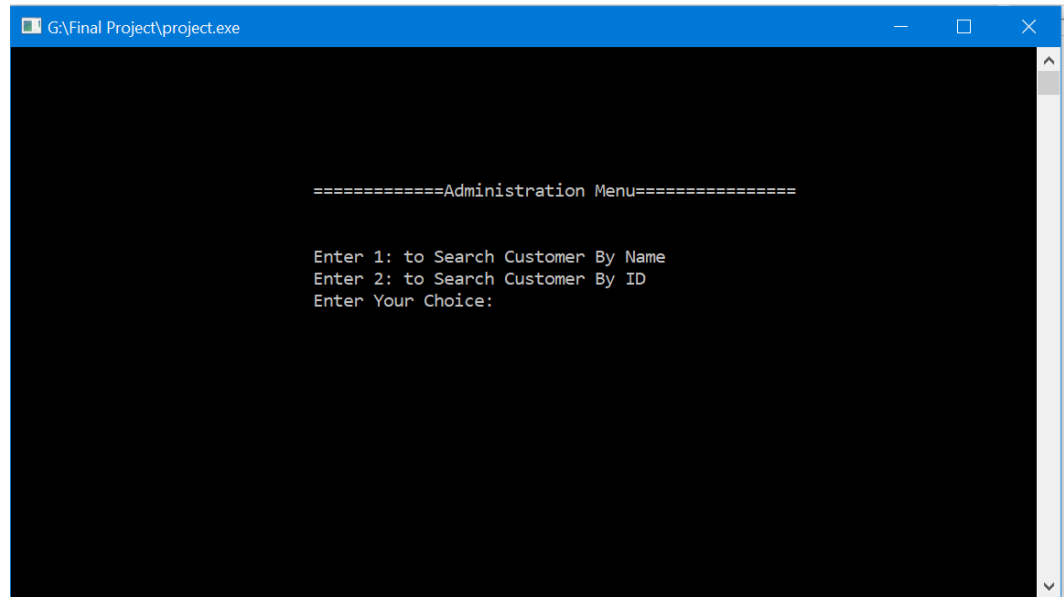 G:\Final Project\project.exe
=============Administration Menu================
Enter 1: to Search Customer By Name
Enter 2: to Search Customer By ID
Enter Your Choice: